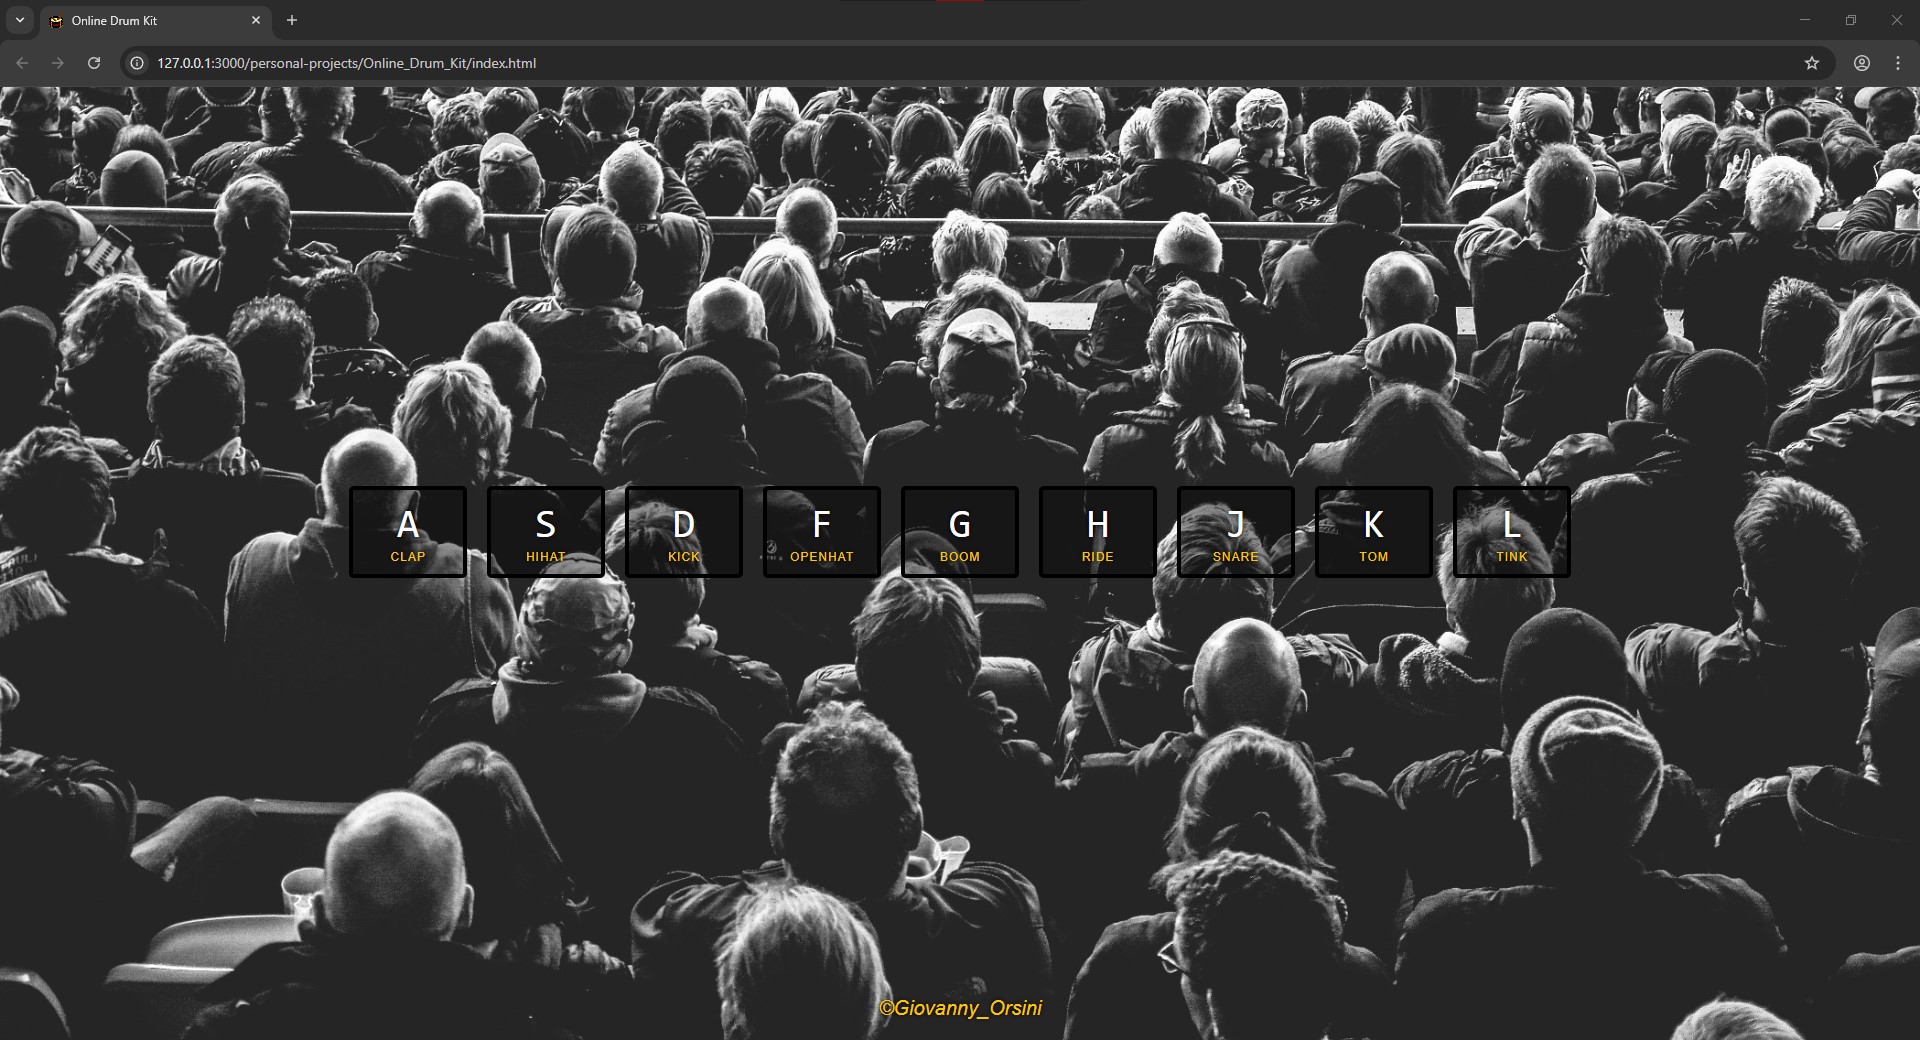 Online Drum Kit
127.0.0.1:3000/personal-projects/Online_Drum_Kit/index.html
A S D F G H J K L
CLAP HIHAT KICK OPENHAT BOOM RIDE SNARE TOM TINK
©Giovanny_Orsini